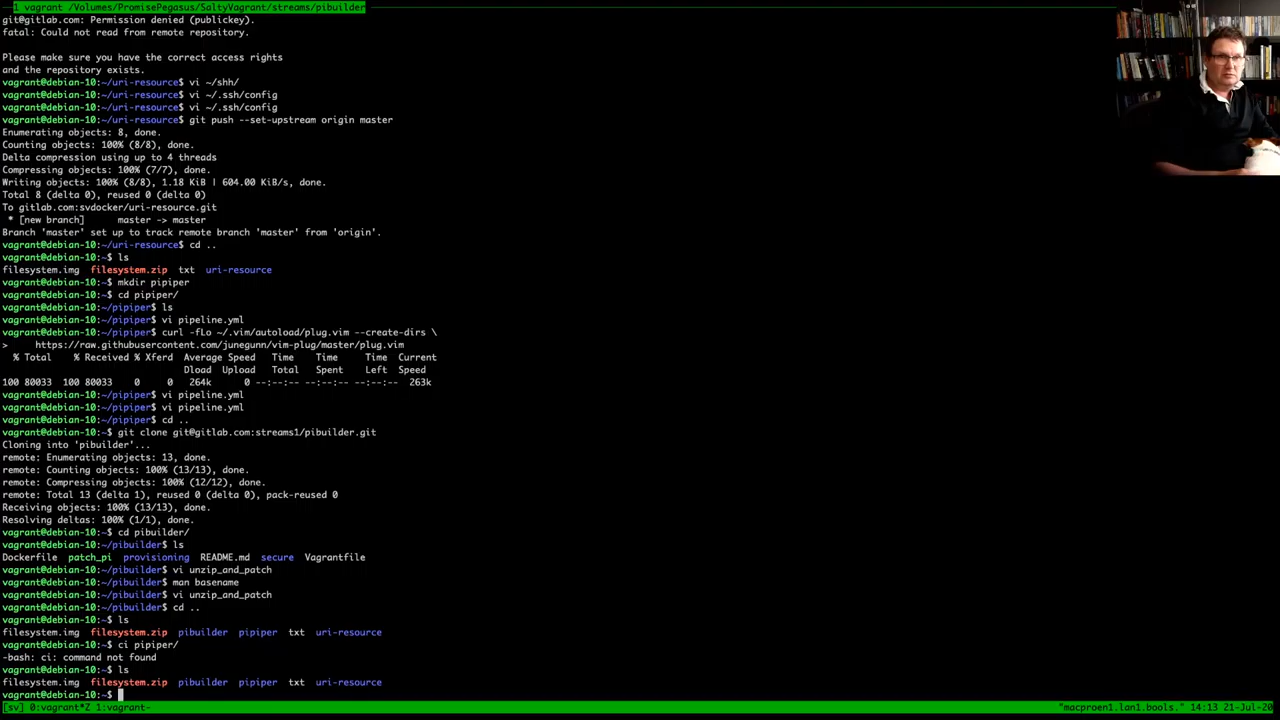 1 vagrant /Volumes/PromisePegasus/SaltyVagrant/streams/pibuilder
git@gitlab.com: Permission denied (publickey).
fatal: Could not read from remote repository.
Please make sure you have the correct access rights
and the repository exists.
vagrant@debian-10:~/uri-resource$ vi ~/shh/
vagrant@debian-10:~/uri-resource$ vi ~/.ssh/config
vagrant@debian-10:~/uri-resource$ vi ~/.ssh/config
vagrant@debian-10:~/uri-resource$ git push --set-upstream origin master
Enumerating objects: 8, done.
Counting objects: 100% (8/8), done.
Delta compression using up to 4 threads
Compressing objects: 100% (7/7), done.
Writing objects: 100% (8/8), 1.18 KiB | 604.00 KiB/s, done.
Total 8 (delta 0), reused 0 (delta 0)
To gitlab.com:svdocker/uri-resource.git
 * [new branch]      master -> master
Branch 'master' set up to track remote branch 'master' from 'origin'.
vagrant@debian-10:~/uri-resource$ cd ..
vagrant@debian-10:~$ ls
filesystem.img  filesystem.zip  txt  uri-resource
vagrant@debian-10:~$ mkdir pipiper
vagrant@debian-10:~$ cd pipiper/
vagrant@debian-10:~/pipiper$ ls
vagrant@debian-10:~/pipiper$ vi pipeline.yml
vagrant@debian-10:~/pipiper$ curl -fLo ~/.vim/autoload/plug.vim --create-dirs \
>     https://raw.githubusercontent.com/junegunn/vim-plug/master/plug.vim
  % Total    % Received % Xferd  Average Speed   Time    Time     Time  Current
                                 Dload  Upload   Total   Spent    Left  Speed
100 80033  100 80033    0     0   264k      0 --:--:-- --:--:-- --:--:--  263k
vagrant@debian-10:~/pipiper$ vi pipeline.yml
vagrant@debian-10:~/pipiper$ vi pipeline.yml
vagrant@debian-10:~/pipiper$ cd ..
vagrant@debian-10:~$ git clone git@gitlab.com:streams1/pibuilder.git
Cloning into 'pibuilder'...
remote: Enumerating objects: 13, done.
remote: Counting objects: 100% (13/13), done.
remote: Compressing objects: 100% (12/12), done.
remote: Total 13 (delta 1), reused 0 (delta 0), pack-reused 0
Receiving objects: 100% (13/13), done.
Resolving deltas: 100% (1/1), done.
vagrant@debian-10:~$ cd pibuilder/
vagrant@debian-10:~/pibuilder$ ls
Dockerfile  patch_pi  provisioning  README.md  secure  Vagrantfile
vagrant@debian-10:~/pibuilder$ vi unzip_and_patch
vagrant@debian-10:~/pibuilder$ man basename
vagrant@debian-10:~/pibuilder$ vi unzip_and_patch
vagrant@debian-10:~/pibuilder$ cd ..
vagrant@debian-10:~$ ls
filesystem.img  filesystem.zip  pibuilder  pipiper  txt  uri-resource
vagrant@debian-10:~$ ci pipiper/
-bash: ci: command not found
vagrant@debian-10:~$ ls
filesystem.img  filesystem.zip  pibuilder  pipiper  txt  uri-resource
vagrant@debian-10:~$
[sv] 0:vagrant*Z 1:vagrant- "macproen1.lan1.bools." 14:13 21-Jul-20